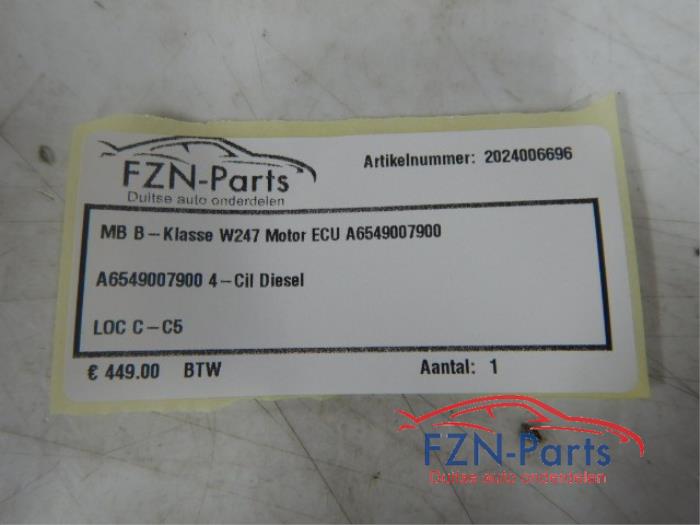 FZN-Parts
Duitse auto onderdelen
Artikelnummer: 2024006696
MB B-Klasse W247 Motor ECU A6549007900
A6549007900 4-Cil Diesel
LOC C-C5
€ 449.00 BTW
Aantal: 1
FZN-Parts
Duitse auto onderdelen